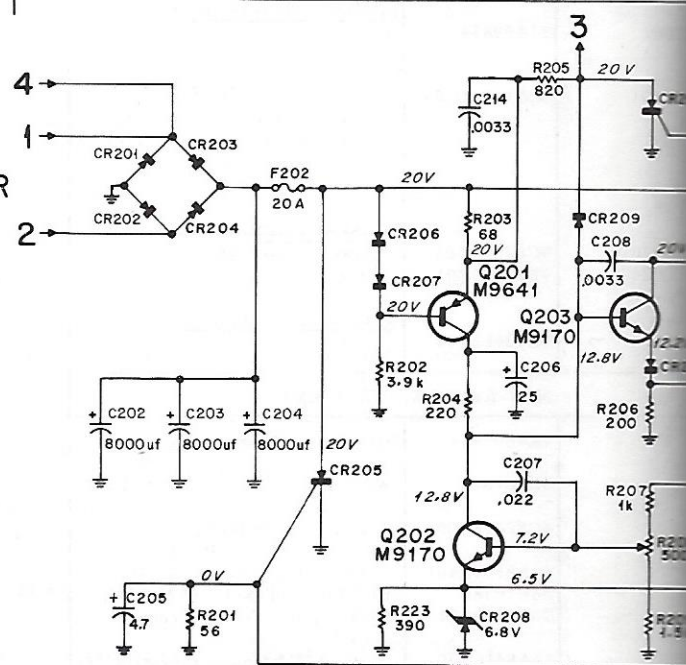 3
R205
820
20 V
C214
.0033
4
1
CR201
CR203
R
2
CR202
CR204
F202
20 A
20V
CR206
R203
68
20V
CR209
C208
.0033
20V
CR207
20V
Q201
M9641
Q203
M9170
12.8V
R202
3.9k
C206
25
R204
220
R206
200
C202
8000uf
C203
8000uf
C204
8000uf
20V
CR205
C207
.022
12.8V
R207
1k
Q202
M9170
7.2V
6.5V
0V
C205
4.7
R201
56
R223
390
CR208
6.8V